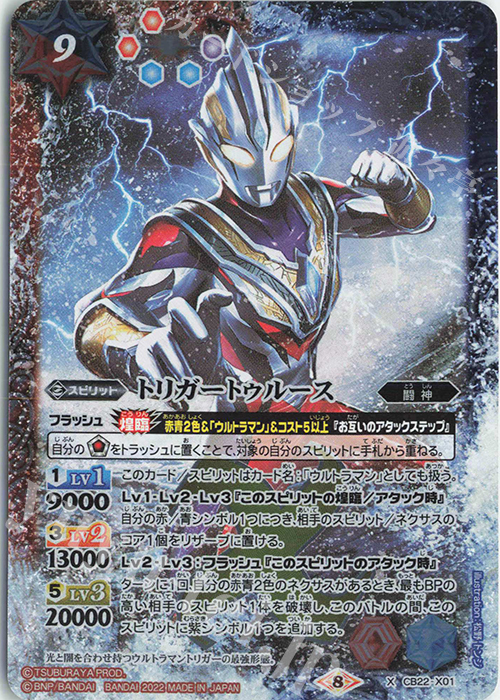 9
トリガートゥルース
スピリット
闘神
とうしん
フラッシュ 煌臨 赤青2色&「ウルトラマン」&コスト5以上『お互いのアタックステップ』
自分の をトラッシュに置くことで、対象の自分のスピリットに手札から重ねる。
1 LV1 9000
このカード/スピリットはカード名:「ウルトラマン」としても扱う。
Lv1・Lv2・Lv3『このスピリットの煌臨/アタック時』
自分の赤/青シンボル1つにつき、相手のスピリット/ネクサスの
コア1個をリザーブに置ける。
3 LV2 13000
Lv2・Lv3:フラッシュ『このスピリットのアタック時』
ターンに1回、自分の赤青2色のネクサスがあるとき、最もBPの
高い相手のスピリット1体を破壊し、このバトルの間、この
スピリットに紫シンボル1つを追加する。
5 LV3 20000
光と闇を合わせ持つウルトラマントリガーの最強形態。
©TSUBURAYA PROD.
©BNP/BANDAI BANDAI 2022 MADE IN JAPAN
8
X CB22-X01